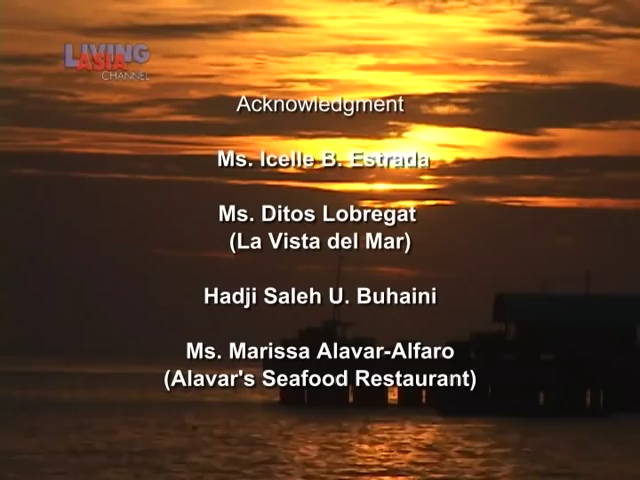 LIVING
ASIA
CHANNEL
Acknowledgment
Ms. Icelle B. Estrada
Ms. Ditos Lobregat
(La Vista del Mar)
Hadji Saleh U. Buhaini
Ms. Marissa Alavar-Alfaro
(Alavar's Seafood Restaurant)